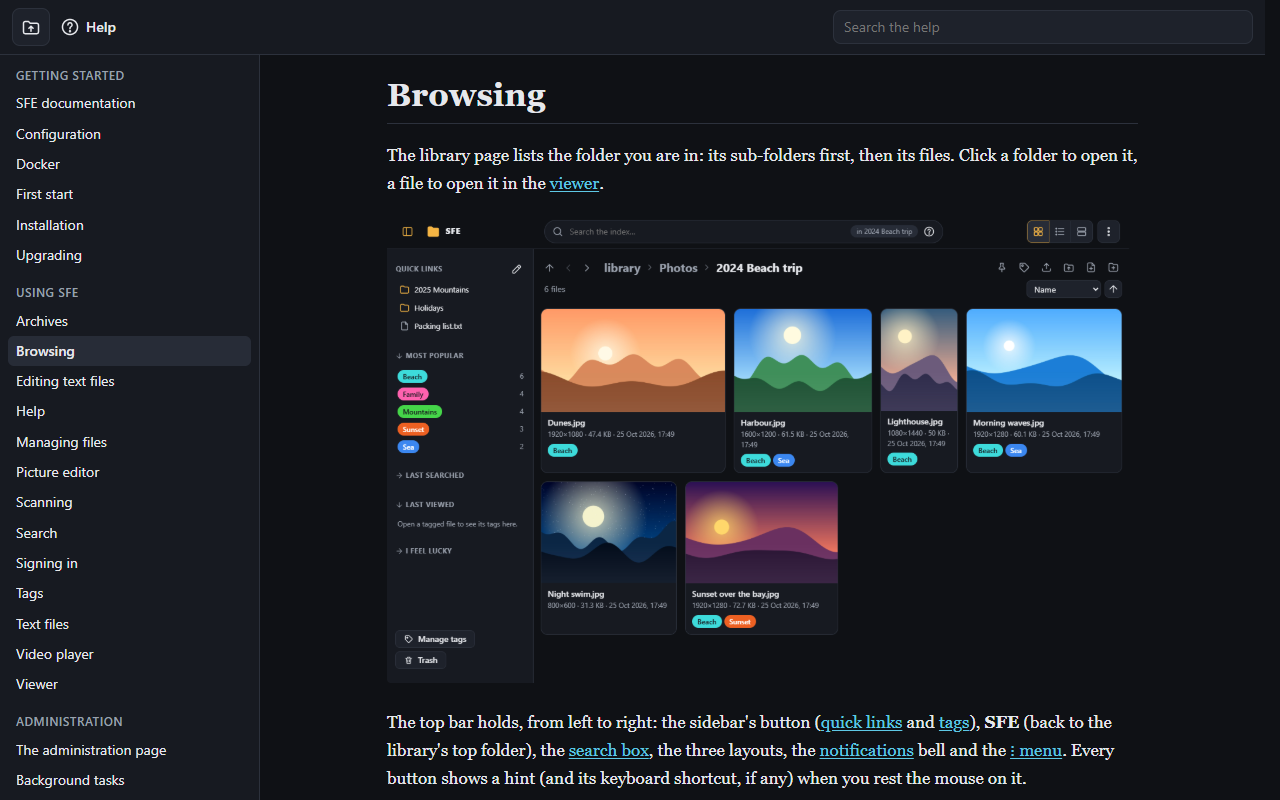 Help
Search the help
GETTING STARTED
SFE documentation
Configuration
Docker
First start
Installation
Upgrading
USING SFE
Archives
Browsing
Editing text files
Help
Managing files
Picture editor
Scanning
Search
Signing in
Tags
Text files
Video player
Viewer
ADMINISTRATION
The administration page
Background tasks
Browsing
The library page lists the folder you are in: its sub-folders first, then its files. Click a folder to open it,
a file to open it in the viewer.
SFE
Search the index...
in 2024 Beach trip
QUICK LINKS
2025 Mountains
Holidays
Packing list.txt
MOST POPULAR
Beach 6
Family 4
Mountains 4
Sunset 3
Sea 2
LAST SEARCHED
LAST VIEWED
Open a tagged file to see its tags here.
I FEEL LUCKY
Manage tags
Trash
library › Photos › 2024 Beach trip
6 files
Name
Dunes.jpg
1920×1080 · 47.4 KB · 25 Oct 2026, 17:49
Beach
Harbour.jpg
1600×1200 · 61.5 KB · 25 Oct 2026,
17:49
Beach Sea
Lighthouse.jpg
1080×1440 · 50 KB ·
25 Oct 2026, 17:49
Beach
Morning waves.jpg
1920×1280 · 60.1 KB · 25 Oct 2026, 17:49
Beach Sea
Night swim.jpg
800×600 · 31.3 KB · 25 Oct 2026, 17:49
Sunset over the bay.jpg
1920×1280 · 72.7 KB · 25 Oct 2026, 17:49
Beach Sunset
The top bar holds, from left to right: the sidebar's button (quick links and tags), SFE (back to the
library's top folder), the search box, the three layouts, the notifications bell and the ⋮ menu. Every
button shows a hint (and its keyboard shortcut, if any) when you rest the mouse on it.